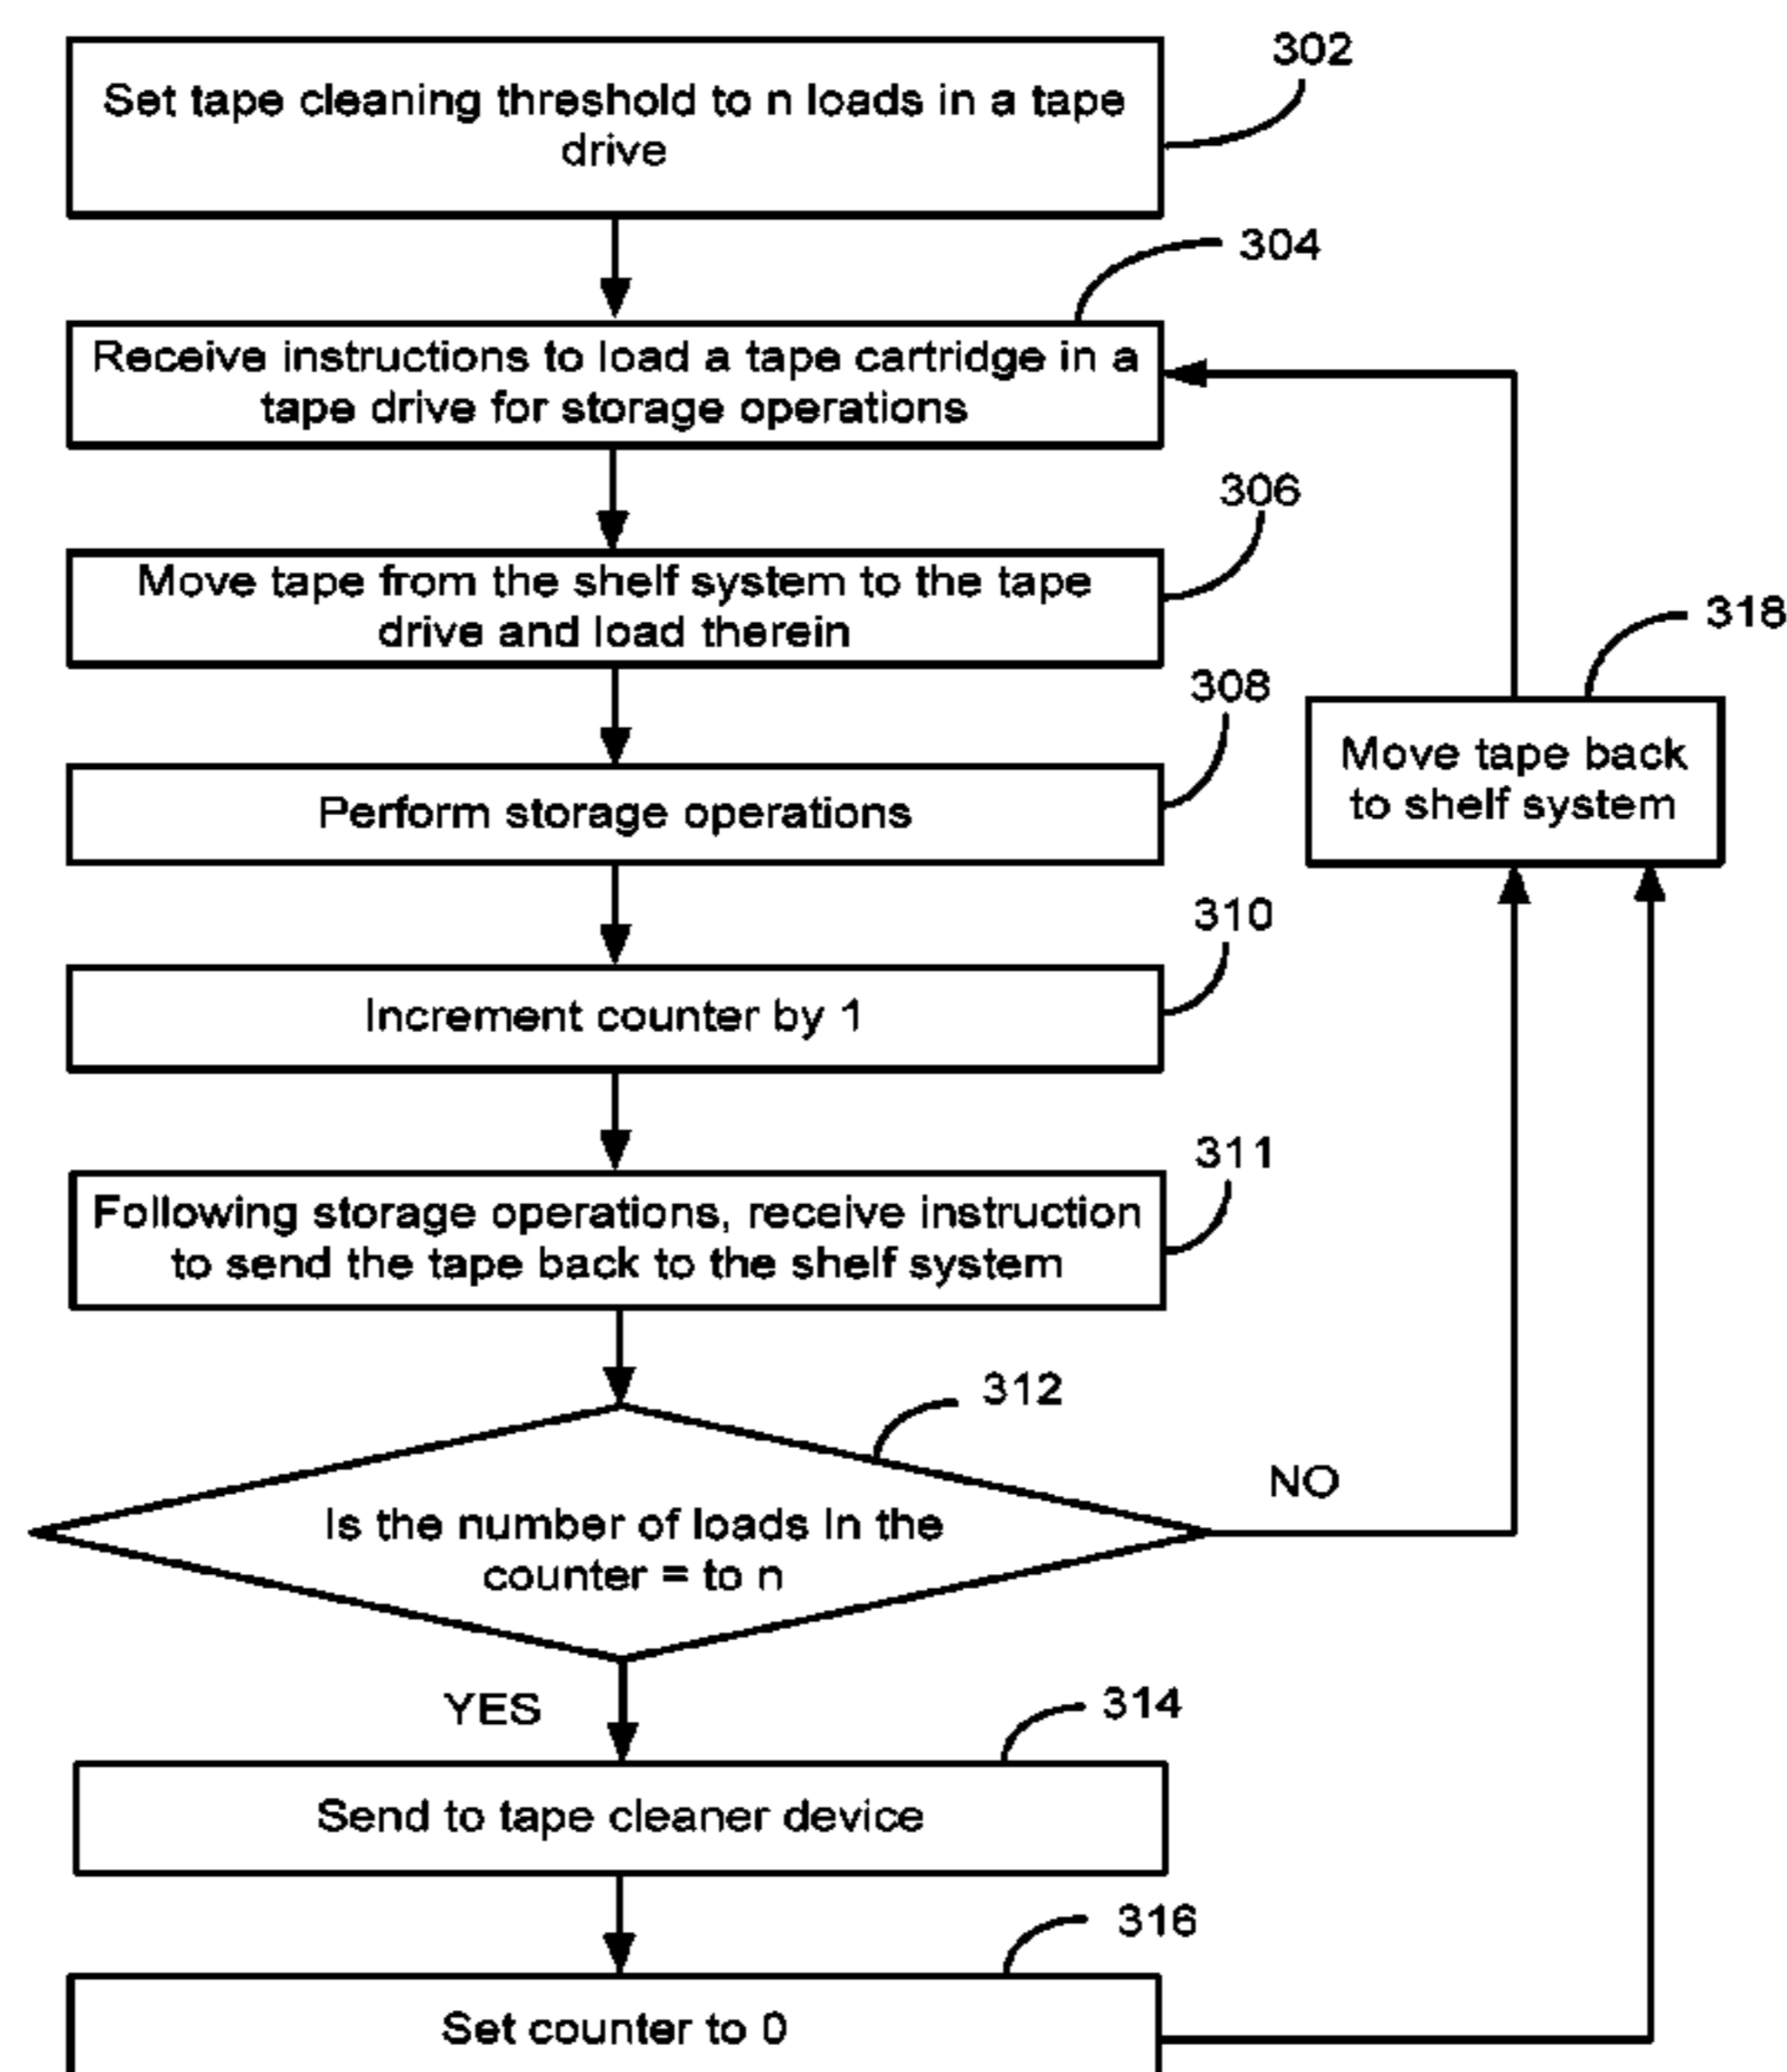 302
Set tape cleaning threshold to n loads in a tape
drive
304
Receive instructions to load a tape cartridge in a
tape drive for storage operations
306
Move tape from the shelf system to the tape
drive and load therein
318
Move tape back
to shelf system
308
Perform storage operations
310
Increment counter by 1
311
Following storage operations, receive instruction
to send the tape back to the shelf system
312
Is the number of loads in the
counter = to n
NO
YES
314
Send to tape cleaner device
316
Set counter to 0